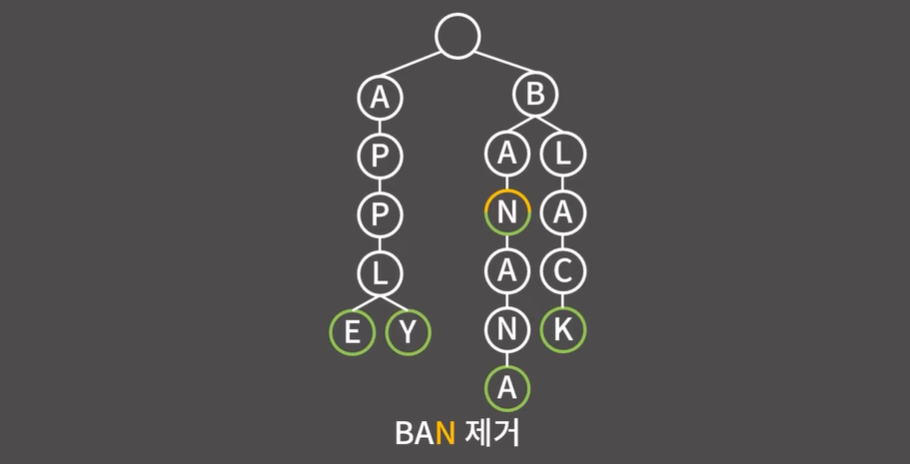 A B
P A L
P N A
L A C
E Y N K
A
BAN 제거